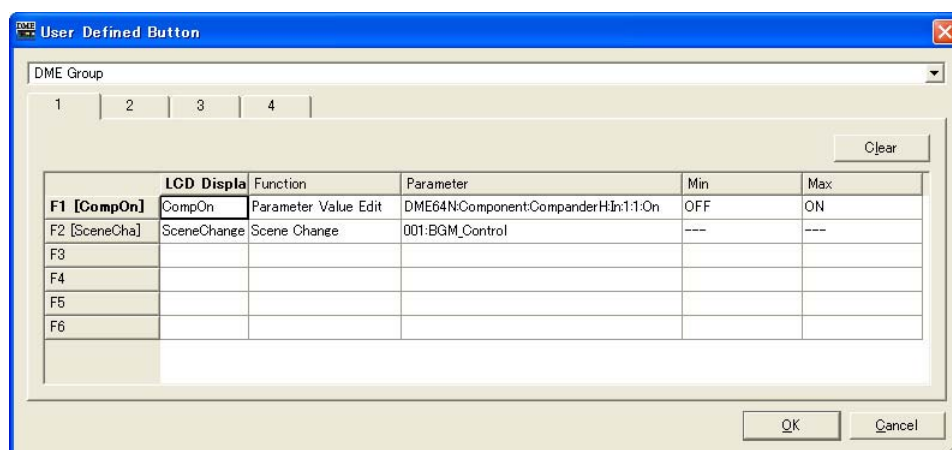 DME User Defined Button
DME Group
1 2 3 4
Clear
LCD Displa Function Parameter Min Max
F1 [CompOn] CompOn Parameter Value Edit DME64N:Component:CompanderH:In:1:1:On OFF ON
F2 [SceneCha] SceneChange Scene Change 001:BGM_Control --- ---
F3
F4
F5
F6
OK Cancel